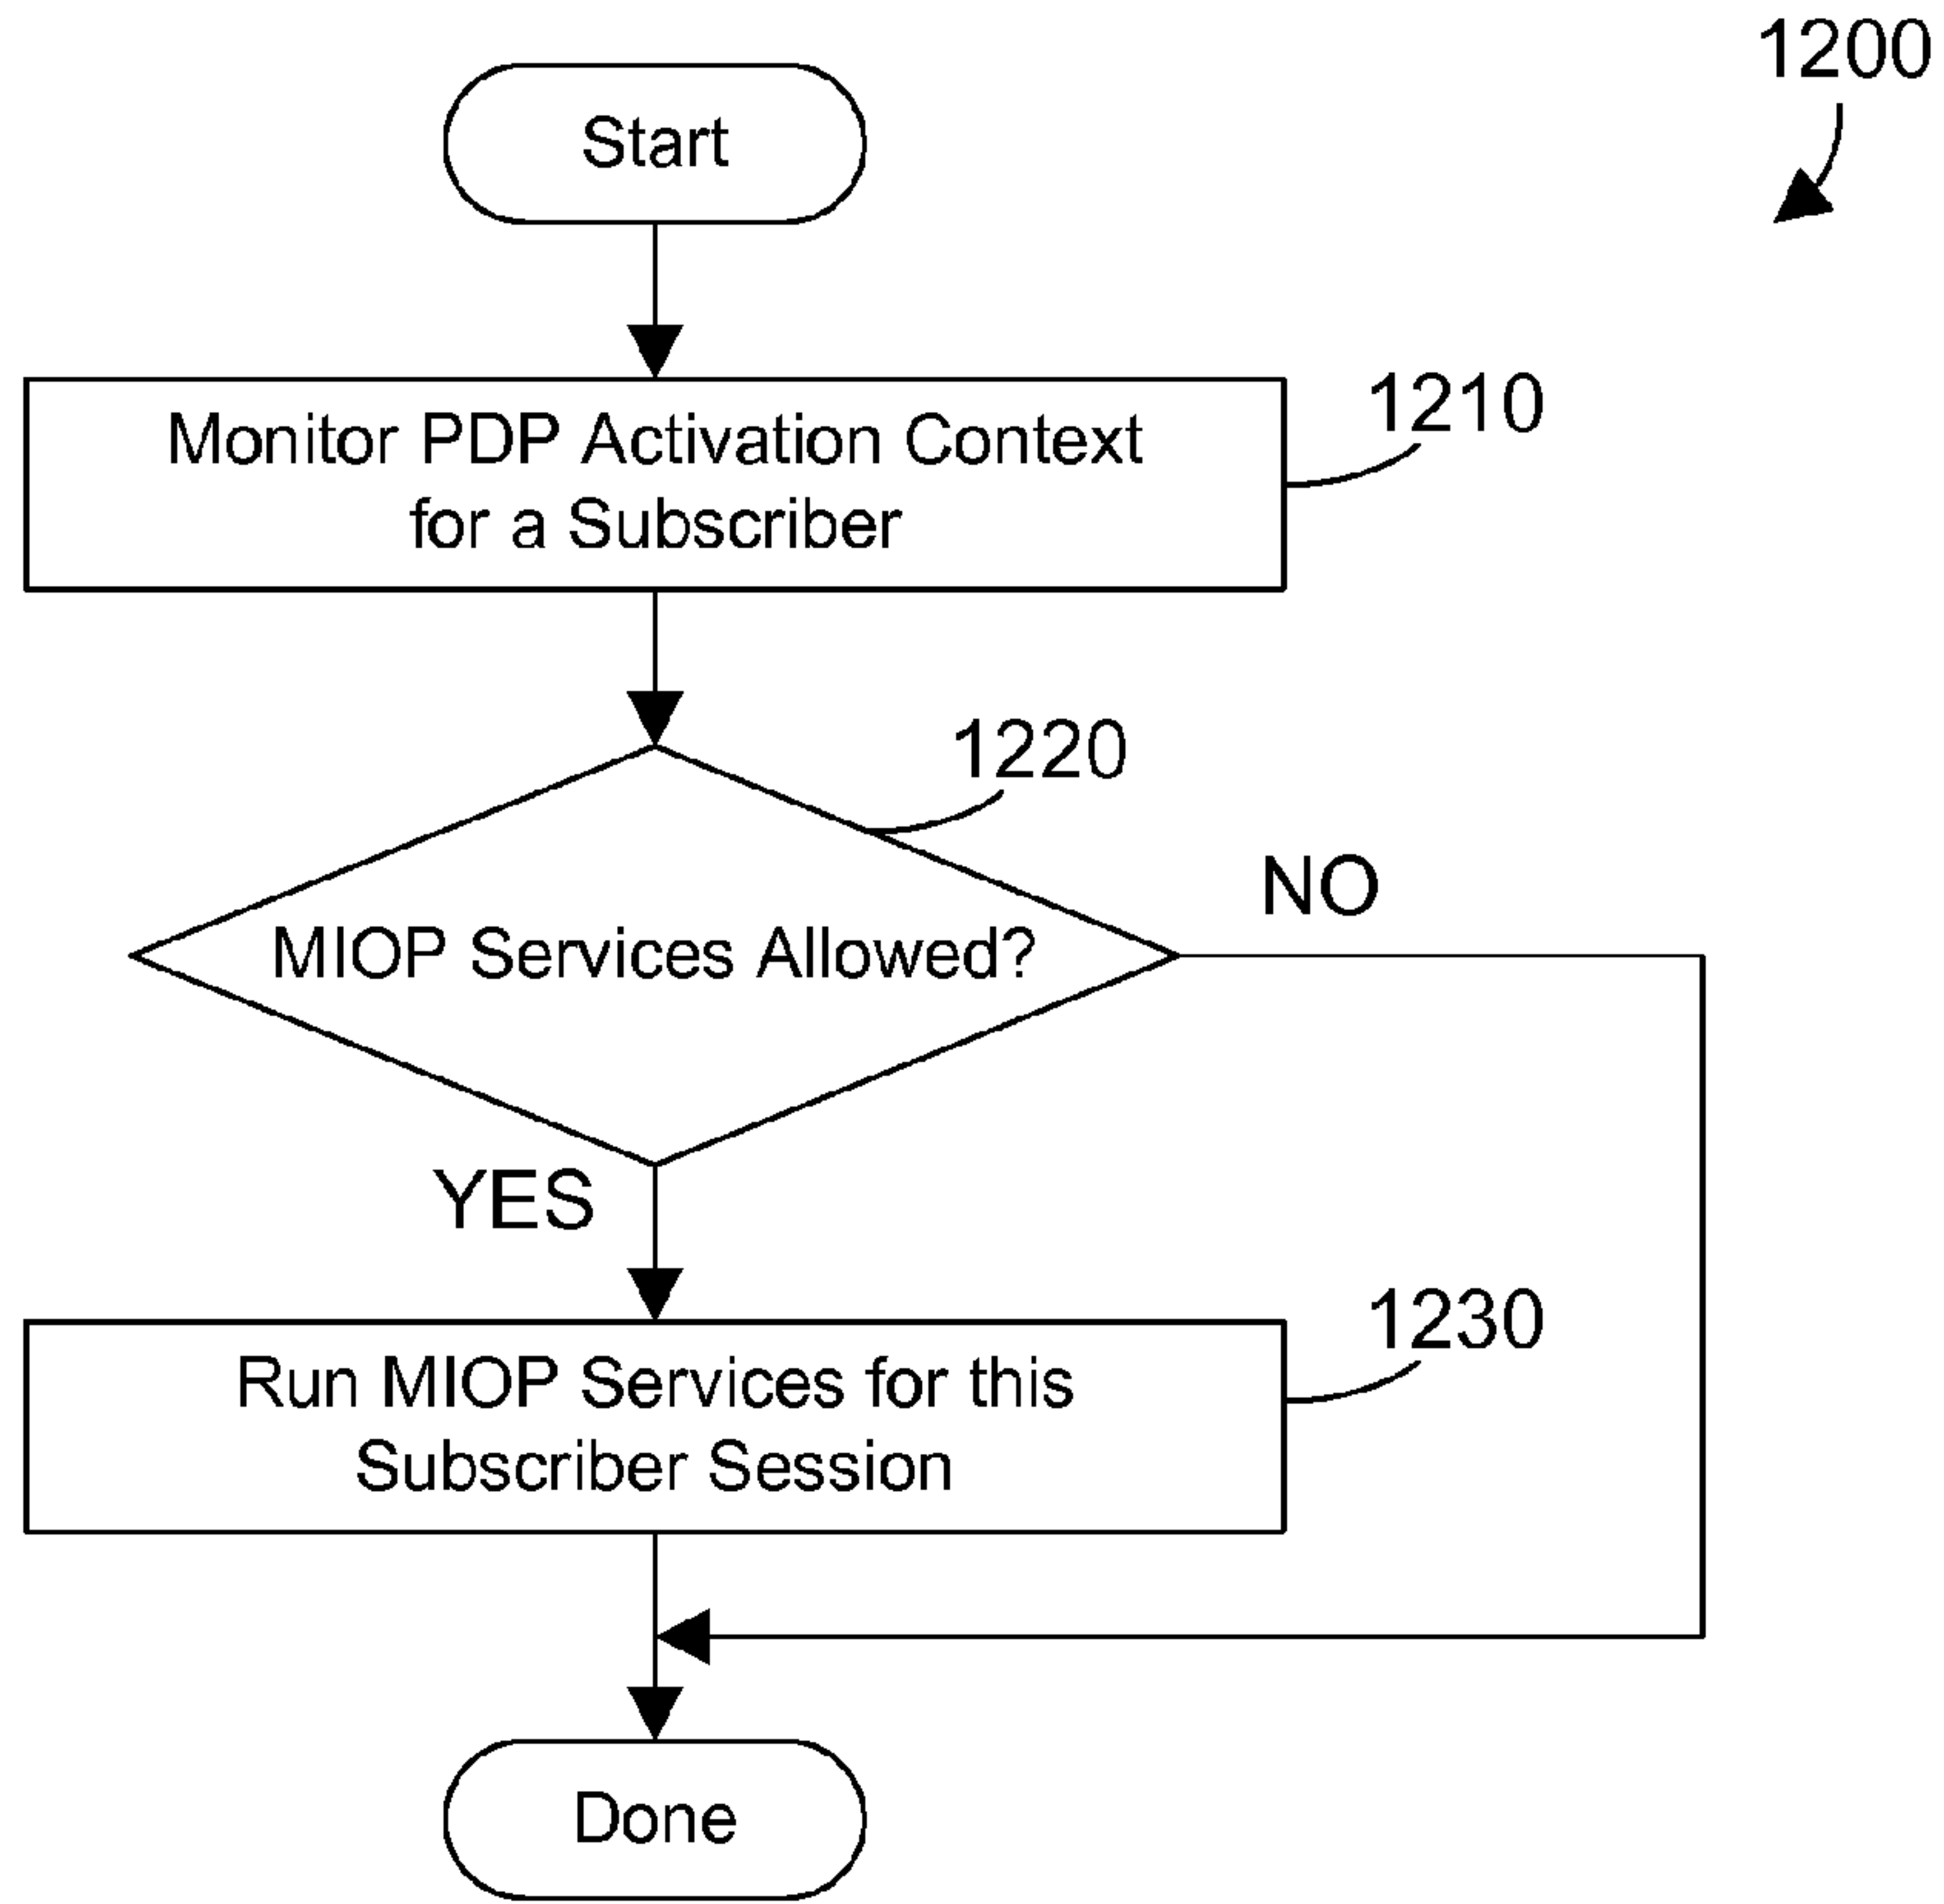 1200
Start
Monitor PDP Activation Context
for a Subscriber
1210
1220
MIOP Services Allowed?
NO
YES
Run MIOP Services for this
Subscriber Session
1230
Done